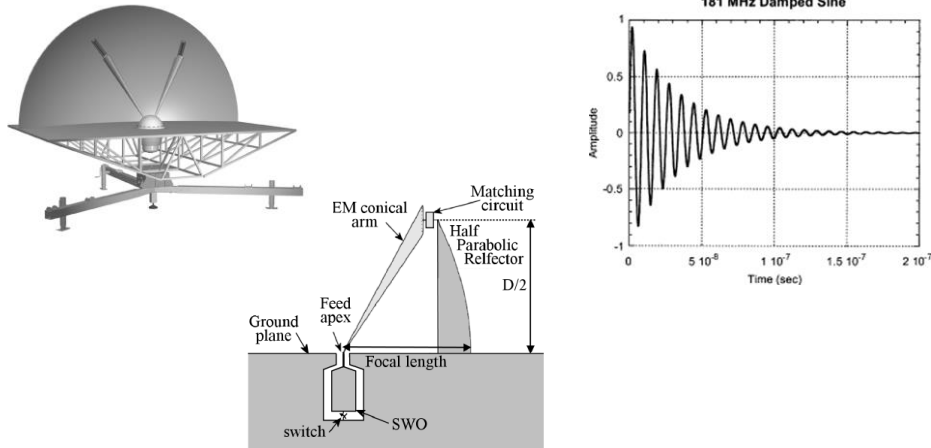 181 MHz Damped Sine
1
0.5
0
-0.5
-1
Amplitude
0
5 10-8
1 10-7
1.5 10-7
2 10-7
Time (sec)
EM conical
arm
Matching
circuit
Half
Parabolic
Relfector
D/2
Feed
apex
Ground
plane
Focal length
switch
SWO